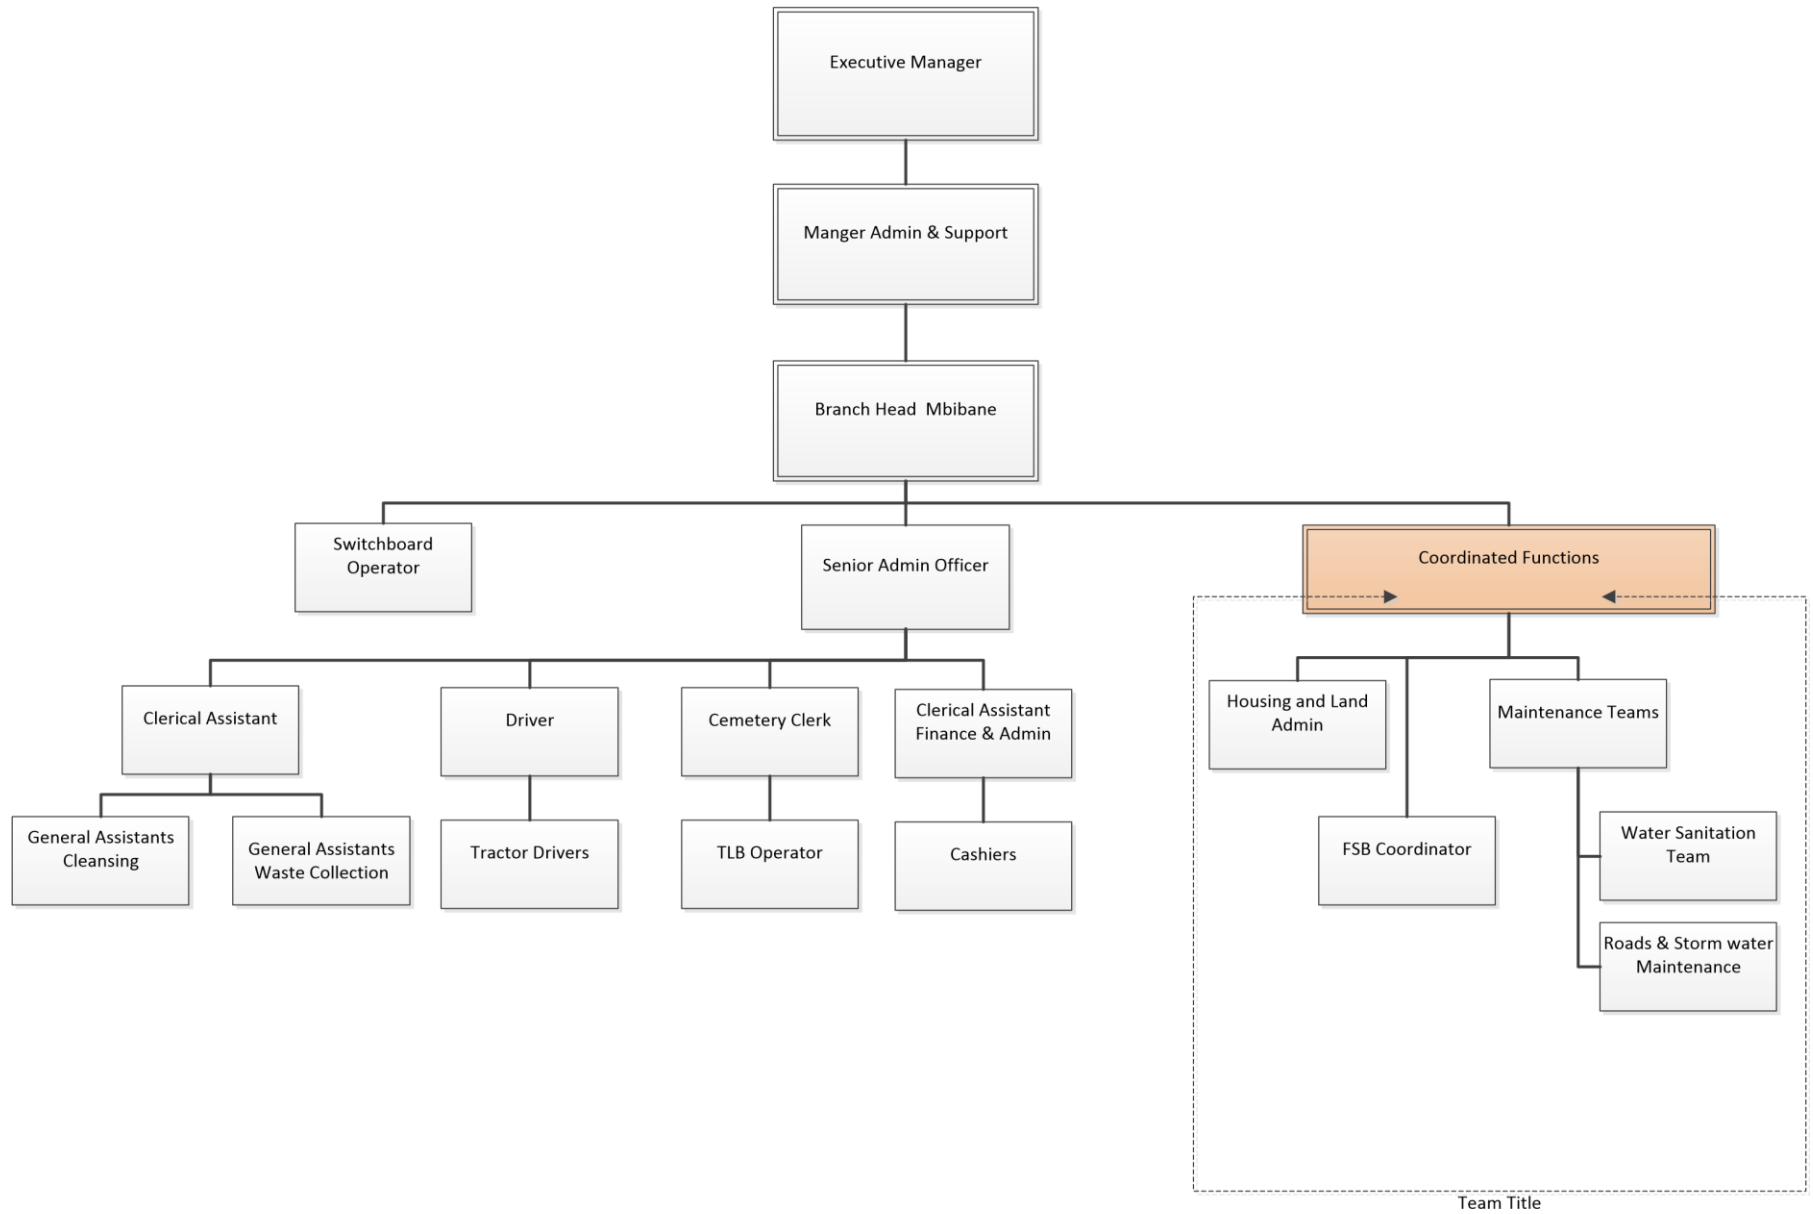 Executive Manager
Manger Admin & Support
Branch Head  Mbibane
Switchboard
Operator
Senior Admin Officer
Coordinated Functions
Clerical Assistant
Driver
Cemetery Clerk
Clerical Assistant
Finance & Admin
Housing and Land
Admin
Maintenance Teams
General Assistants
Cleansing
General Assistants
Waste Collection
Tractor Drivers
TLB Operator
Cashiers
FSB Coordinator
Water Sanitation
Team
Roads & Storm water
Maintenance
Team Title